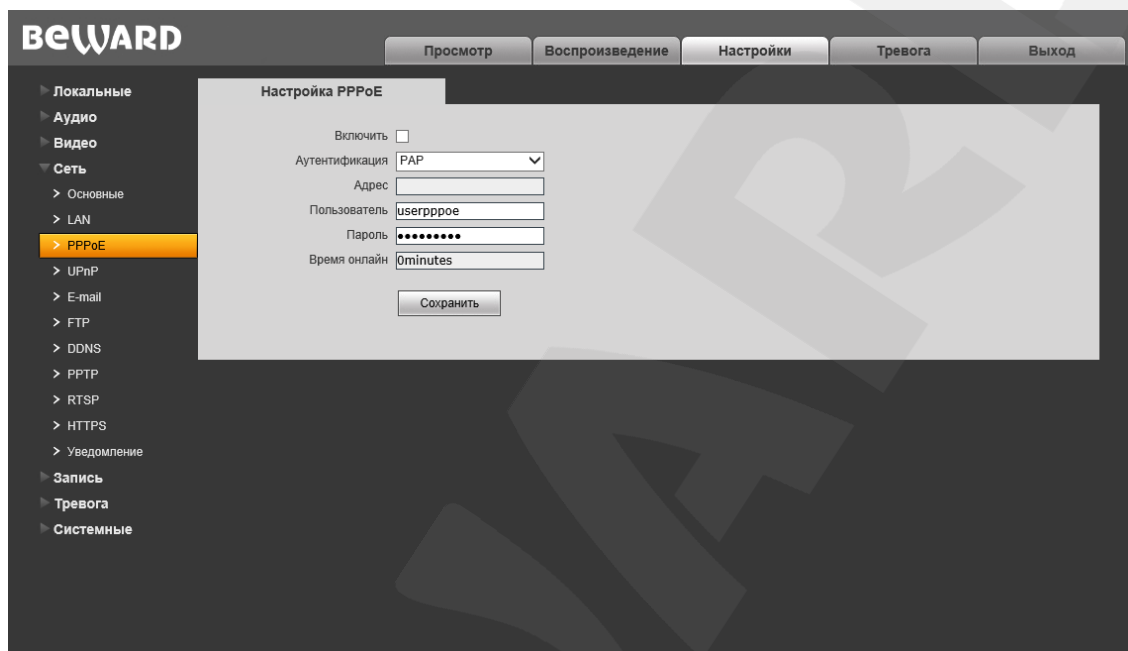 BEWARD
Просмотр Воспроизведение Настройки Тревога Выход
Локальные
Аудио
Видео
Сеть
> Основные
> LAN
> PPPoE
> UPnP
> E-mail
> FTP
> DDNS
> PPTP
> RTSP
> HTTPS
> Уведомление
Запись
Тревога
Системные
Настройка PPPoE
Включить
Аутентификация PAP
Адрес
Пользователь userpppoe
Пароль •••••••••
Время онлайн 0minutes
Сохранить